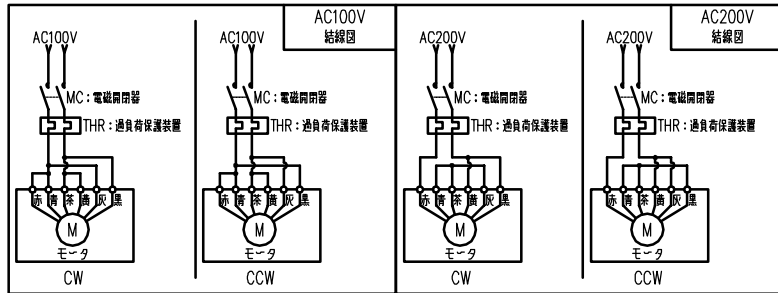 AC100V
結線図
AC100V
MC：電磁開閉器
THR：過負荷保護装置
赤 青 茶 黄 灰 黒
M
モータ
CW
AC100V
MC：電磁開閉器
THR：過負荷保護装置
赤 青 茶 黄 灰 黒
M
モータ
CCW
AC200V
結線図
AC200V
MC：電磁開閉器
THR：過負荷保護装置
赤 青 茶 黄 灰 黒
M
モータ
CW
AC200V
MC：電磁開閉器
THR：過負荷保護装置
赤 青 茶 黄 灰 黒
M
モータ
CCW